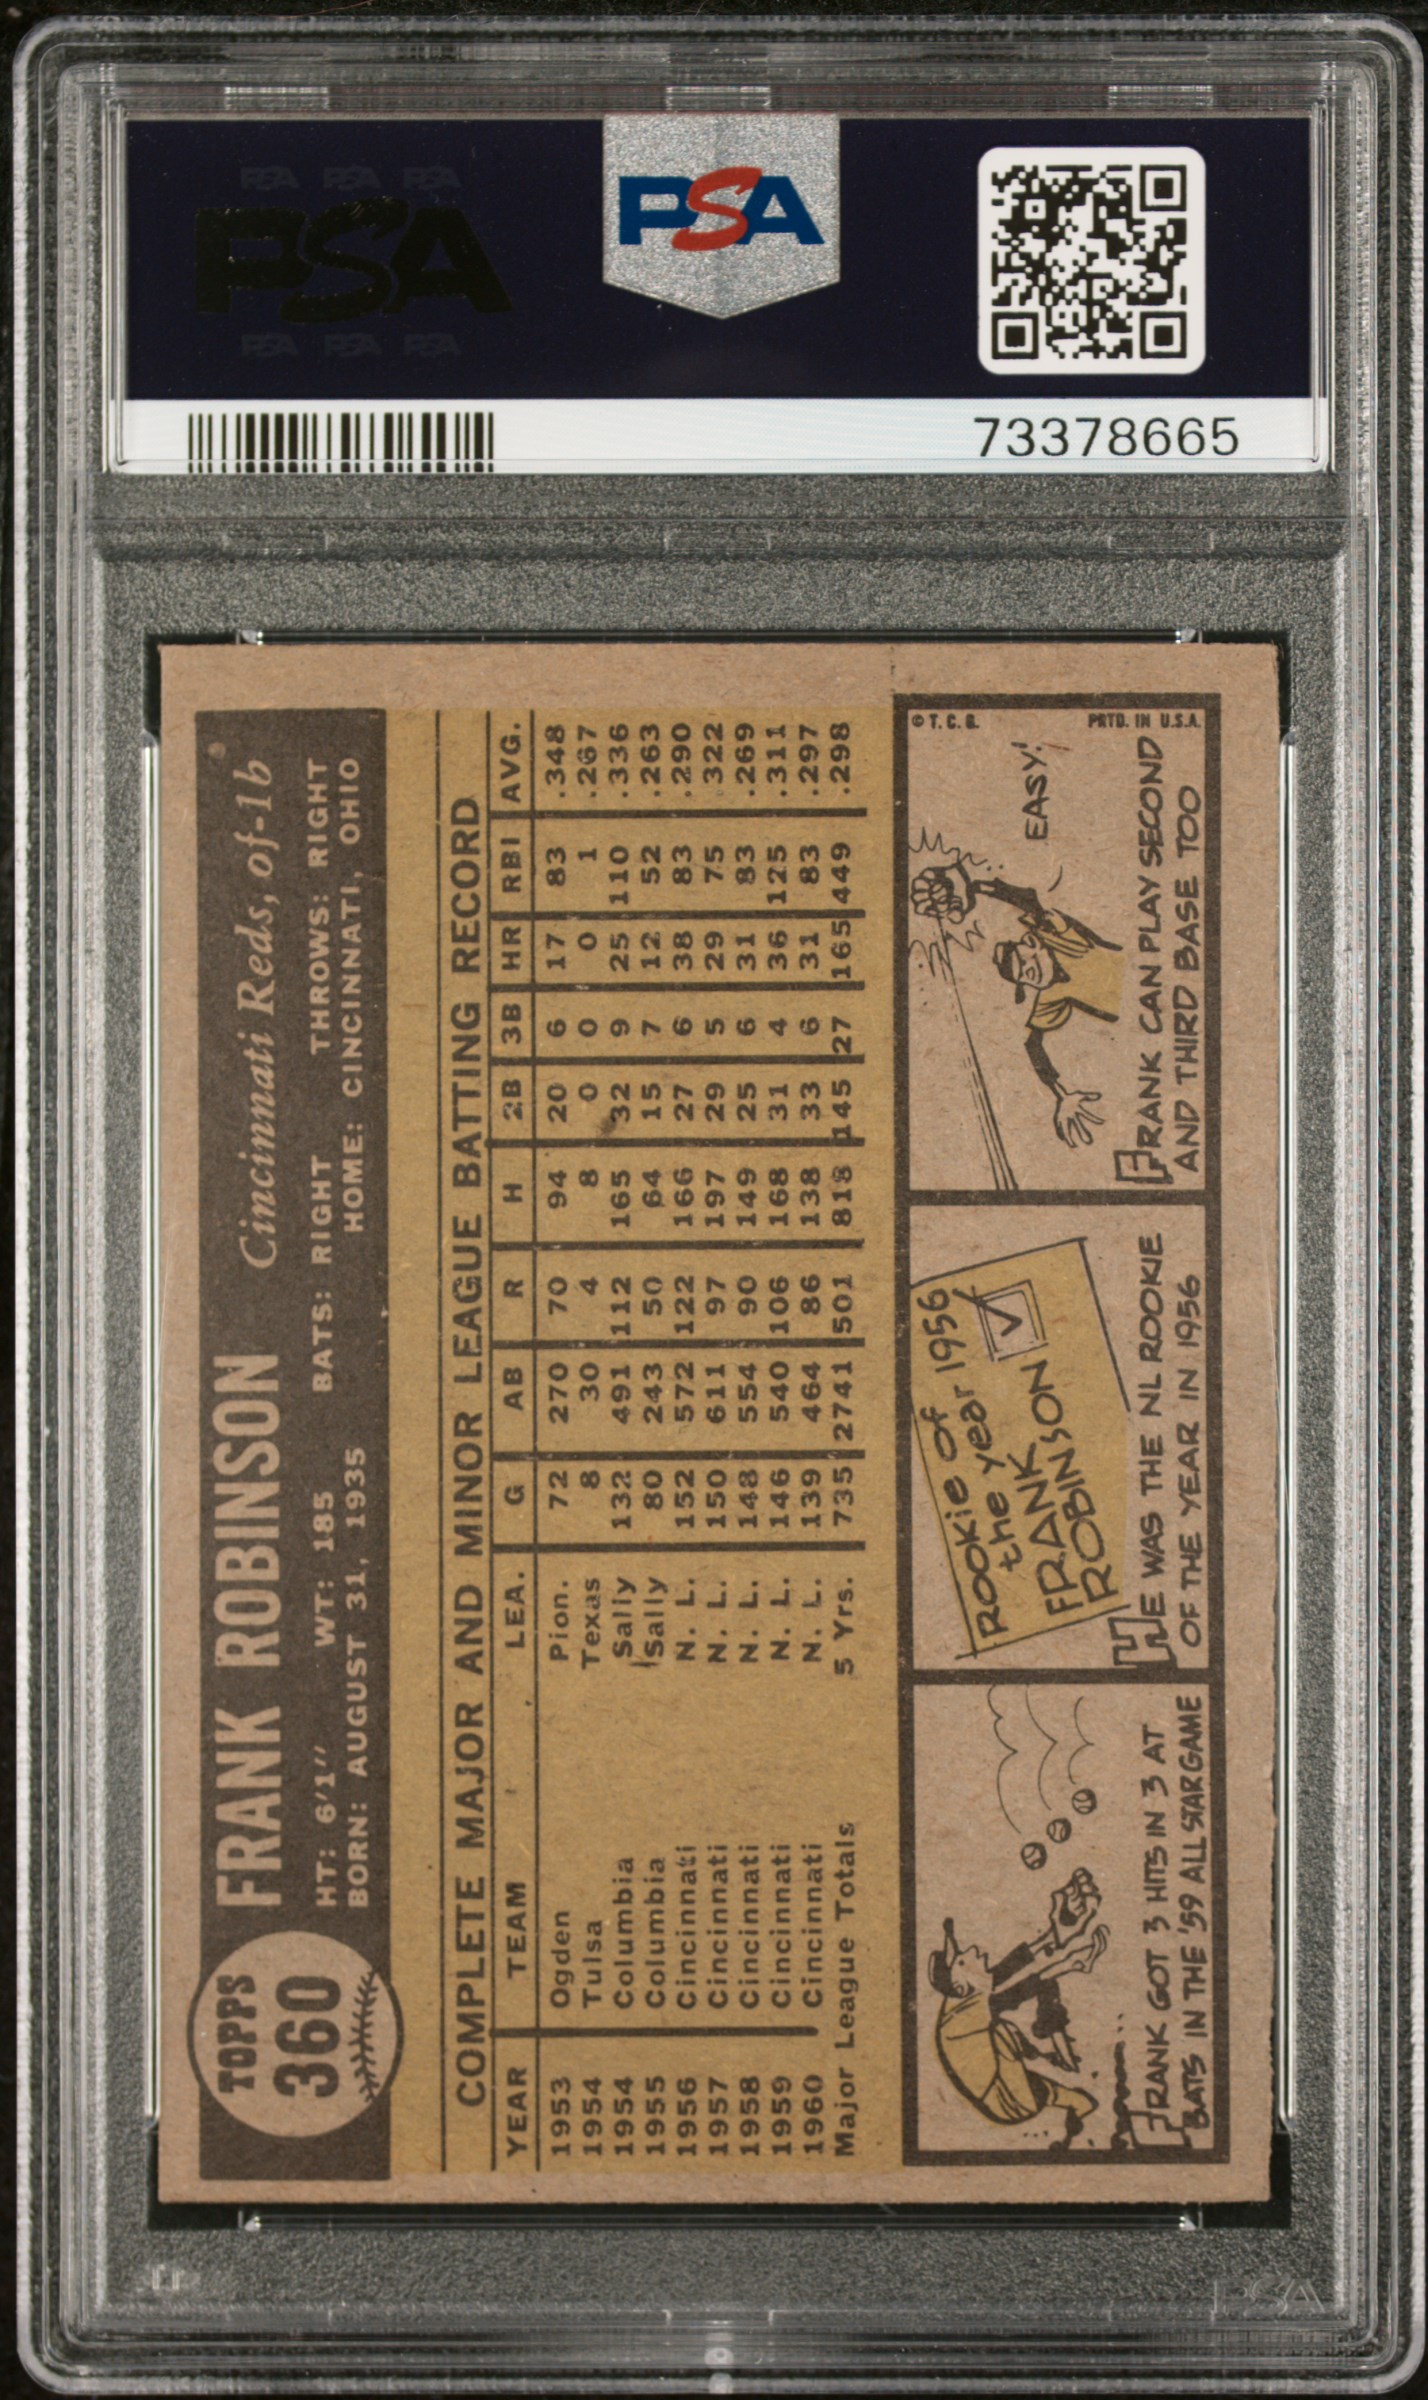 PSA PSA PSA
PSA
PSA PSA PSA
PSA
73378665
TOPPS
360
FRANK ROBINSON Cincinnati Reds, of-1b
HT: 6'1" WT: 185 BATS: RIGHT THROWS: RIGHT
BORN: AUGUST 31, 1935 HOME: CINCINNATI, OHIO
COMPLETE MAJOR AND MINOR LEAGUE BATTING RECORD
YEAR TEAM LEA. G AB R H 2B 3B HR RBI AVG.
1953 Ogden Pion. 72 270 70 94 20 6 17 83 .348
1954 Tulsa Texas 8 30 4 8 0 0 0 1 .267
1954 Columbia Sally 132 491 112 165 32 9 25 110 .336
1955 Columbia Sally 80 243 50 64 15 7 12 52 .263
1956 Cincinnati N. L. 152 572 122 166 27 6 38 83 .290
1957 Cincinnati N. L. 150 611 97 197 29 5 29 75 .322
1958 Cincinnati N. L. 148 554 90 149 25 6 31 83 .269
1959 Cincinnati N. L. 146 540 106 168 31 4 36 125 .311
1960 Cincinnati N. L. 139 464 86 138 33 6 31 83 .297
Major League Totals 5 Yrs. 735 2741 501 818 145 27 165 449 .298
FRANK GOT 3 HITS IN 3 AT
BATS IN THE '59 ALL STAR GAME
ROOKIE OF
the year 1956
FRANK
ROBINSON
HE WAS THE NL ROOKIE
OF THE YEAR IN 1956
© T. C. G. PRTD. IN U.S.A.
EASY!
FRANK CAN PLAY SECOND
AND THIRD BASE TOO
PSA